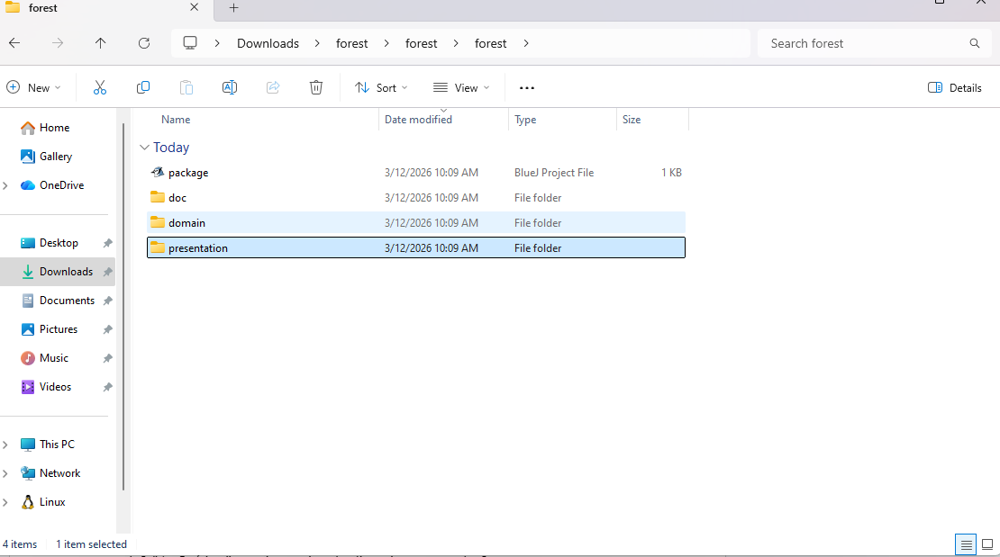 forest
Downloads forest forest forest
Search forest
New
Sort
View
Details
Name Date modified Type Size
Today
package 3/12/2026 10:09 AM BlueJ Project File 1 KB
doc 3/12/2026 10:09 AM File folder
domain 3/12/2026 10:09 AM File folder
presentation 3/12/2026 10:09 AM File folder
Home
Gallery
OneDrive
Desktop
Downloads
Documents
Pictures
Music
Videos
This PC
Network
Linux
4 items 1 item selected